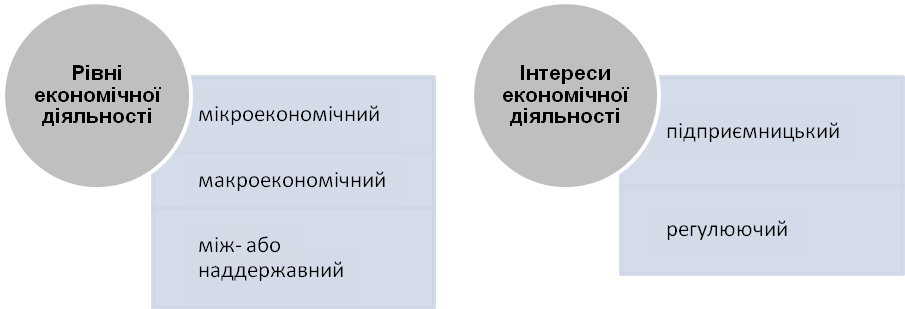 Рівні
економічної
діяльності
мікроекономічний
макроекономічний
між- або
наддержавний
Інтереси
економічної
діяльності
підприємницький
регулюючий